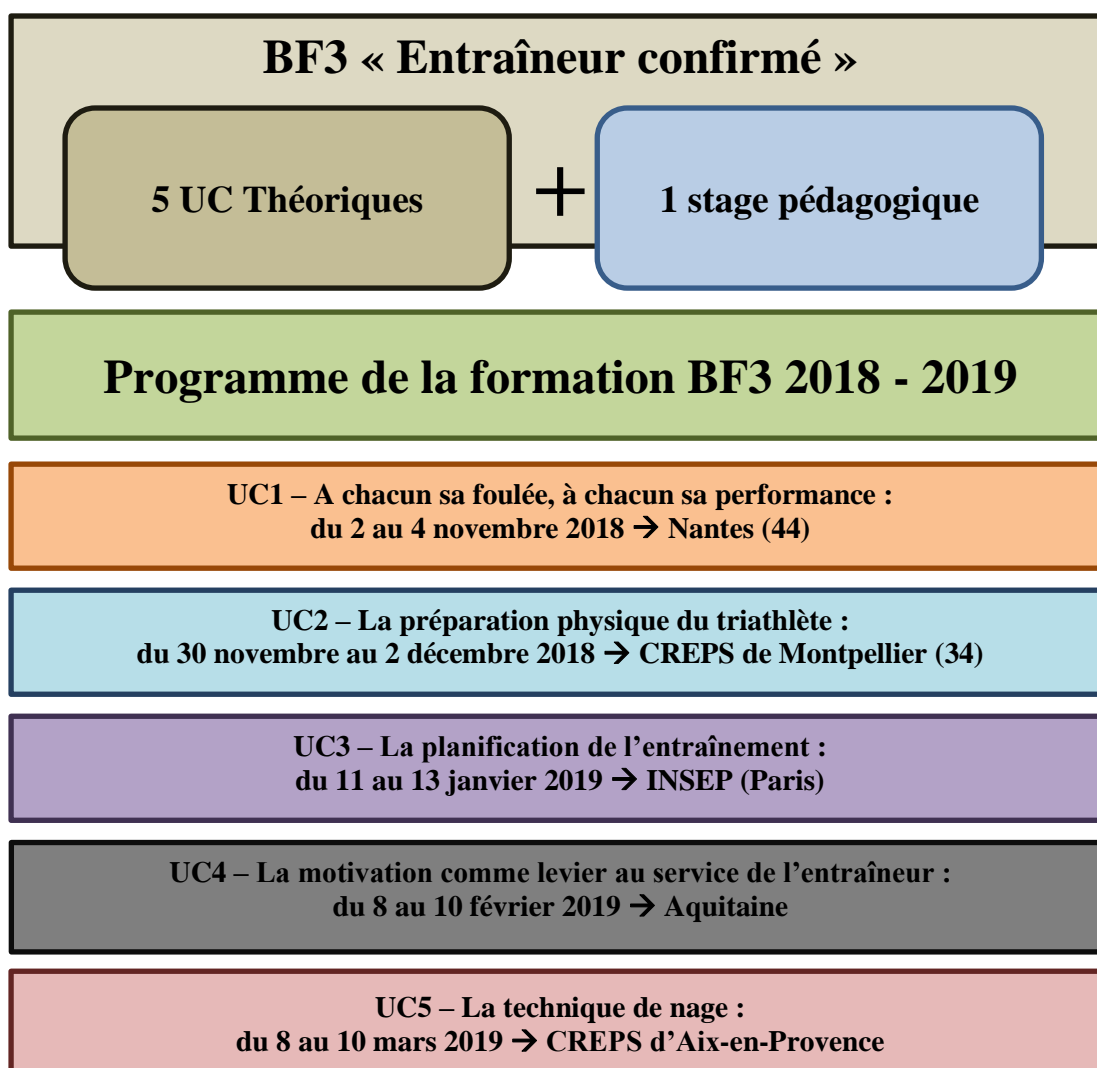 BF3 « Entraîneur confirmé »
5 UC Théoriques
+
1 stage pédagogique
Programme de la formation BF3 2018 - 2019
UC1 – A chacun sa foulée, à chacun sa performance :
du 2 au 4 novembre 2018 → Nantes (44)
UC2 – La préparation physique du triathlète :
du 30 novembre au 2 décembre 2018 → CREPS de Montpellier (34)
UC3 – La planification de l’entraînement :
du 11 au 13 janvier 2019 → INSEP (Paris)
UC4 – La motivation comme levier au service de l’entraîneur :
du 8 au 10 février 2019 → Aquitaine
UC5 – La technique de nage :
du 8 au 10 mars 2019 → CREPS d’Aix-en-Provence